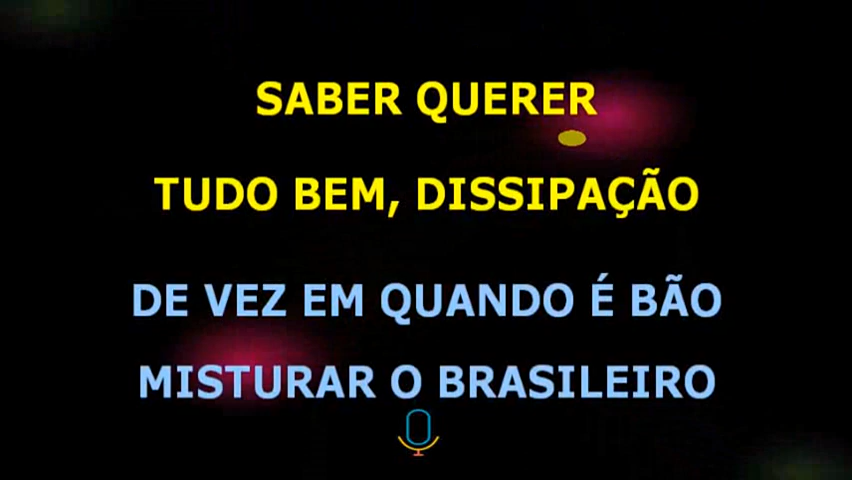 SABER QUERER
TUDO BEM, DISSIPAÇÃO
DE VEZ EM QUANDO É BÃO
MISTURAR O BRASILEIRO